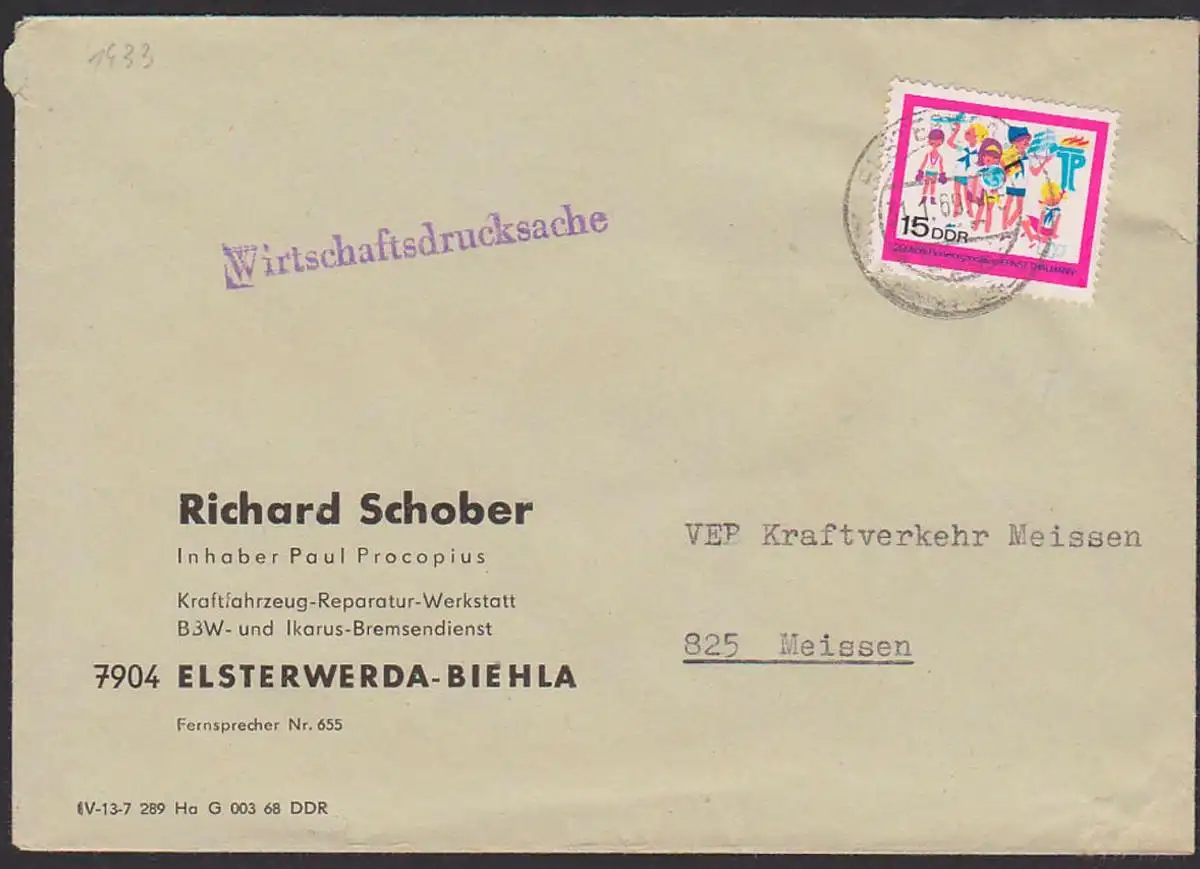 1433
15 DDR
TP
Wirtschaftsdrucksache
Richard Schober
Inhaber Paul Procopius
Kraftfahrzeug-Reparatur-Werkstatt
B3W- und Ikarus-Bremsendienst
7904 ELSTERWERDA-BIEHLA
Fernsprecher Nr. 655
VEB Kraftverkehr Meissen
825 Meissen
IV-13-7 289 Ha G 003 68 DDR